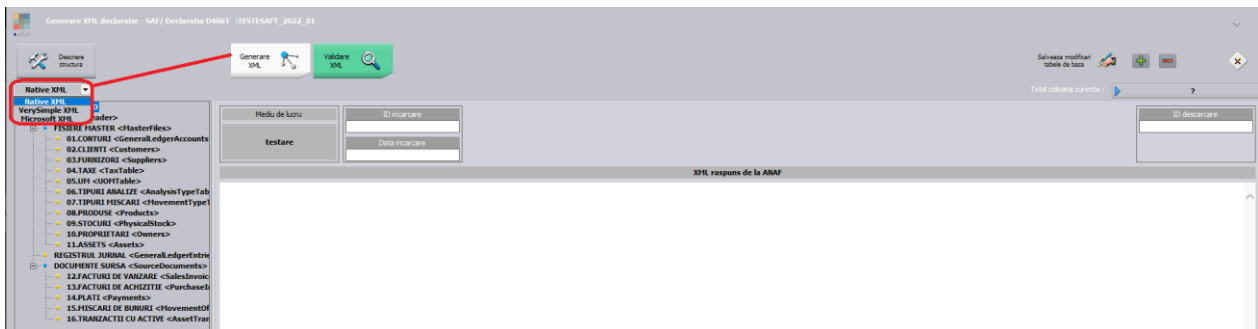 Generare XML declaratie - SAF/ Declaratia D406T :TESTESAFT_2022_01
Descriere structura
Generare XML
Validare XML
Salveaza modificari tabele de baza
Native XML
Native XML
VerySimple XML
Microsoft XML
Total coloana curenta :
?
FISIERE MASTER <MasterFiles>
01.CONTURI <GeneralLedgerAccounts
02.CLIENTI <Customers>
03.FURNIZORI <Suppliers>
04.TAXE <TaxTable>
05.UM <UOMTable>
06.TIPURI ANALIZE <AnalysisTypeTab
07.TIPURI MISCARI <MovementTypeT
08.PRODUSE <Products>
09.STOCURI <PhysicalStock>
10.PROPRIETARI <Owners>
11.ASSETS <Assets>
REGISTRUL JURNAL <GeneralLedgerEntrie
DOCUMENTE SURSA <SourceDocuments>
12.FACTURI DE VANZARE <SalesInvoic
13.FACTURI DE ACHIZITIE <PurchaseI
14.PLATI <Payments>
15.MISCARI DE BUNURI <MovementOf
16.TRANZACTII CU ACTIVE <AssetTran
Mediu de lucru
testare
ID incarcare
Data incarcare
ID descarcare
XML raspuns de la ANAF